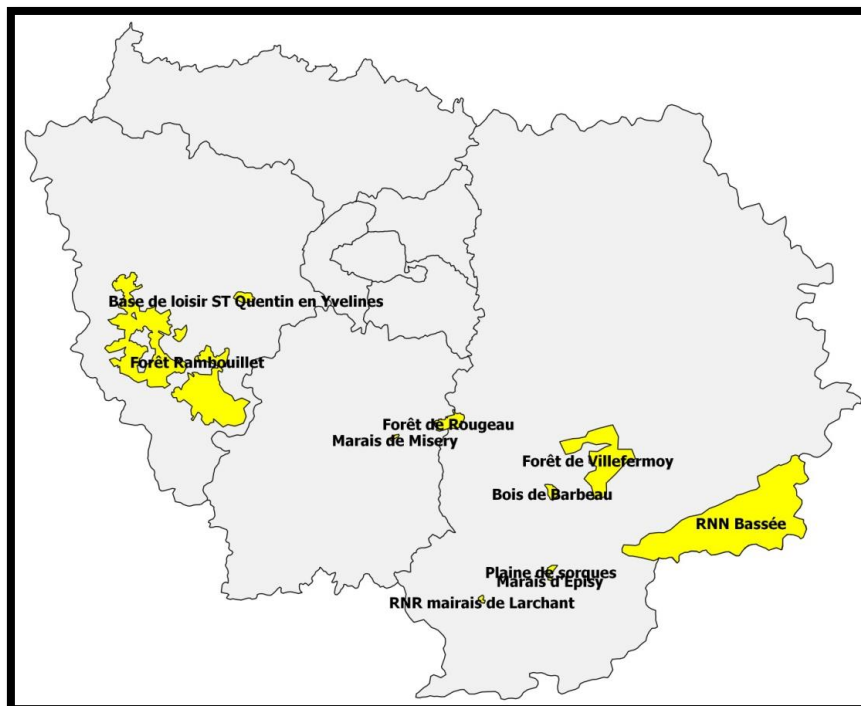 Base de loisir ST Quentin en Yvelines
Forêt Rambouillet
Forêt de Rougeau
Marais de Misery
Forêt de Villefermoy
Bois de Barbeau
RNN Bassée
Plaine de sorques
Marais d'Episy
RNR mairais de Larchant